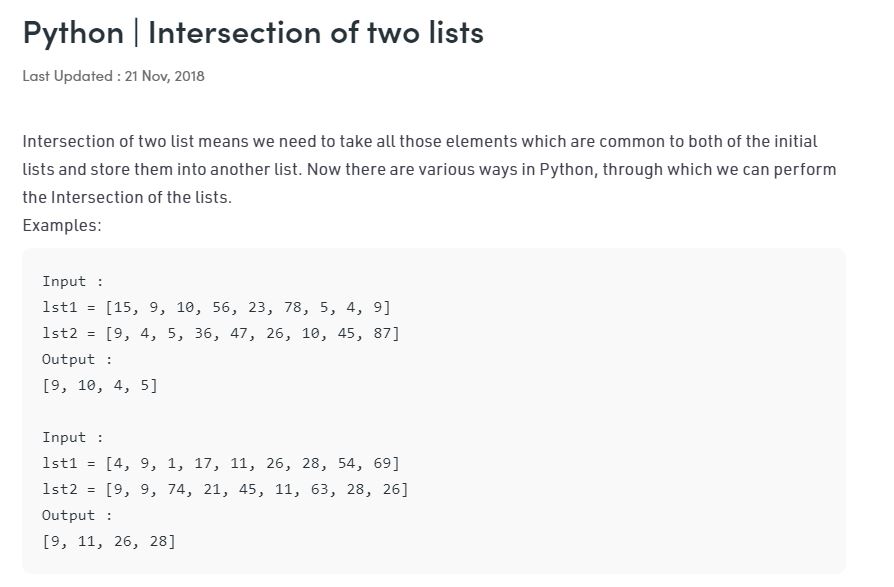 Python | Intersection of two lists
Last Updated : 21 Nov, 2018
Intersection of two list means we need to take all those elements which are common to both of the initial
lists and store them into another list. Now there are various ways in Python, through which we can perform
the Intersection of the lists.
Examples:
Input :
lst1 = [15, 9, 10, 56, 23, 78, 5, 4, 9]
lst2 = [9, 4, 5, 36, 47, 26, 10, 45, 87]
Output :
[9, 10, 4, 5]
Input :
lst1 = [4, 9, 1, 17, 11, 26, 28, 54, 69]
lst2 = [9, 9, 74, 21, 45, 11, 63, 28, 26]
Output :
[9, 11, 26, 28]